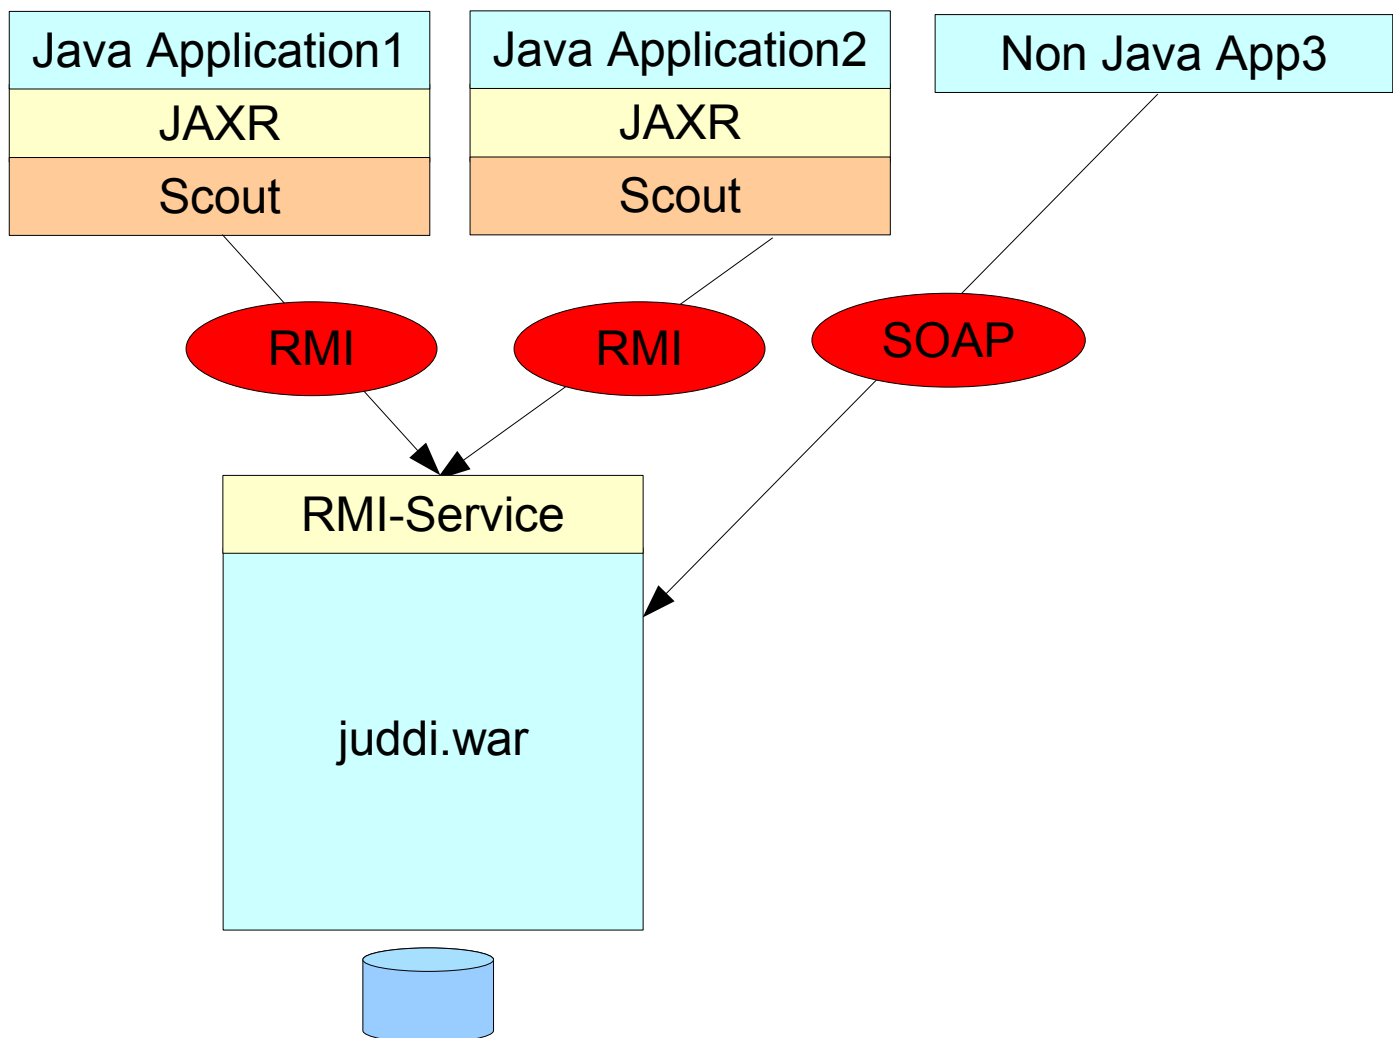 Java Application1
JAXR
Scout
Java Application2
JAXR
Scout
Non Java App3
RMI
RMI
SOAP
RMI-Service
juddi.war